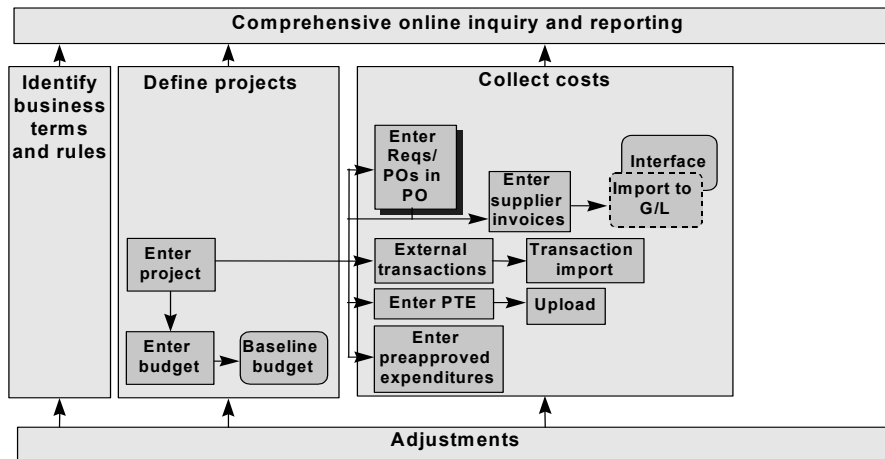 Comprehensive online inquiry and reporting
Identify
business
terms
and rules
Define projects
Collect costs
Enter
Reqs/
POs in
PO
Enter
supplier
invoices
Interface
Import to
G/L
Enter
project
External
transactions
Transaction
import
Enter PTE
Upload
Enter
budget
Baseline
budget
Enter
preapproved
expenditures
Adjustments